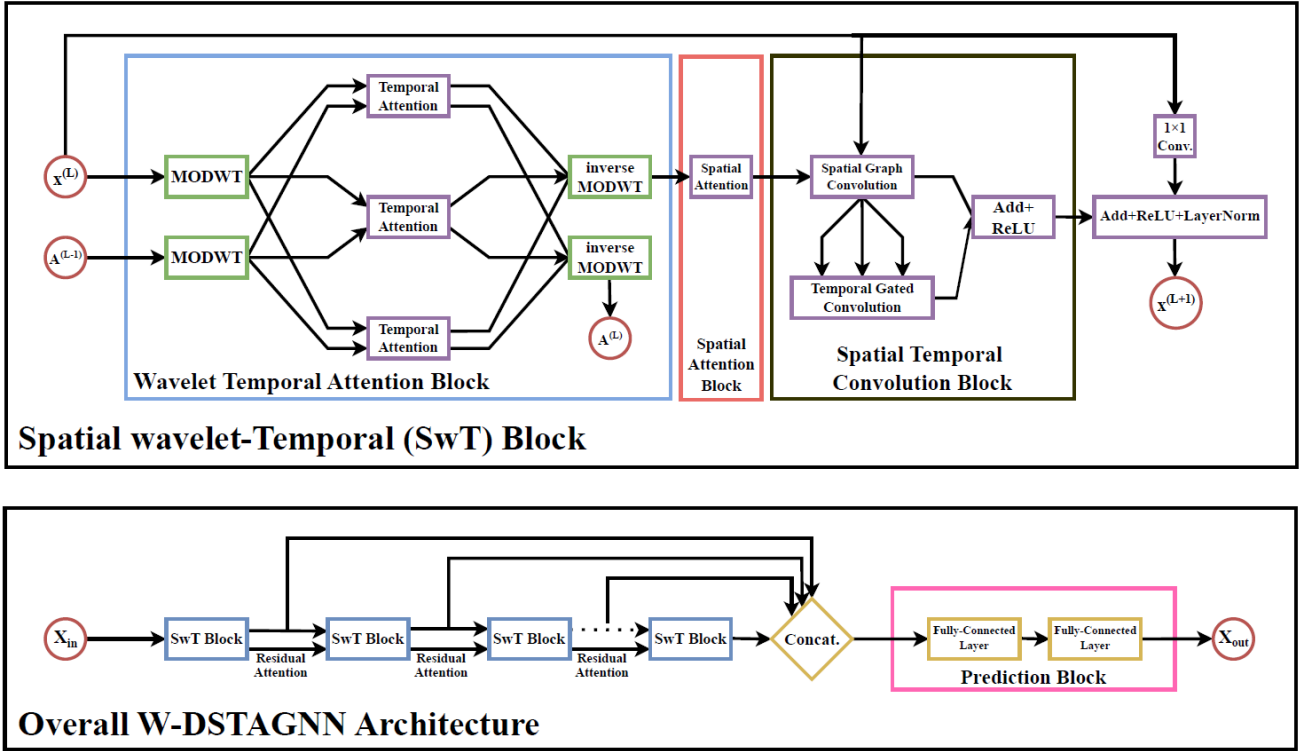 x(L)
A(L-1)
MODWT
MODWT
Temporal
Attention
Temporal
Attention
Temporal
Attention
inverse
MODWT
inverse
MODWT
A(L)
Wavelet Temporal Attention Block
Spatial
Attention
Spatial
Attention
Block
Spatial Graph
Convolution
Temporal Gated
Convolution
Add+
ReLU
Spatial Temporal
Convolution Block
1×1
Conv.
Add+ReLU+LayerNorm
x(L+1)
Spatial wavelet-Temporal (SwT) Block
Xin
SwT Block
Residual
Attention
SwT Block
Residual
Attention
SwT Block
Residual
Attention
SwT Block
Concat.
Fully-Connected
Layer
Fully-Connected
Layer
Prediction Block
Xout
Overall W-DSTAGNN Architecture